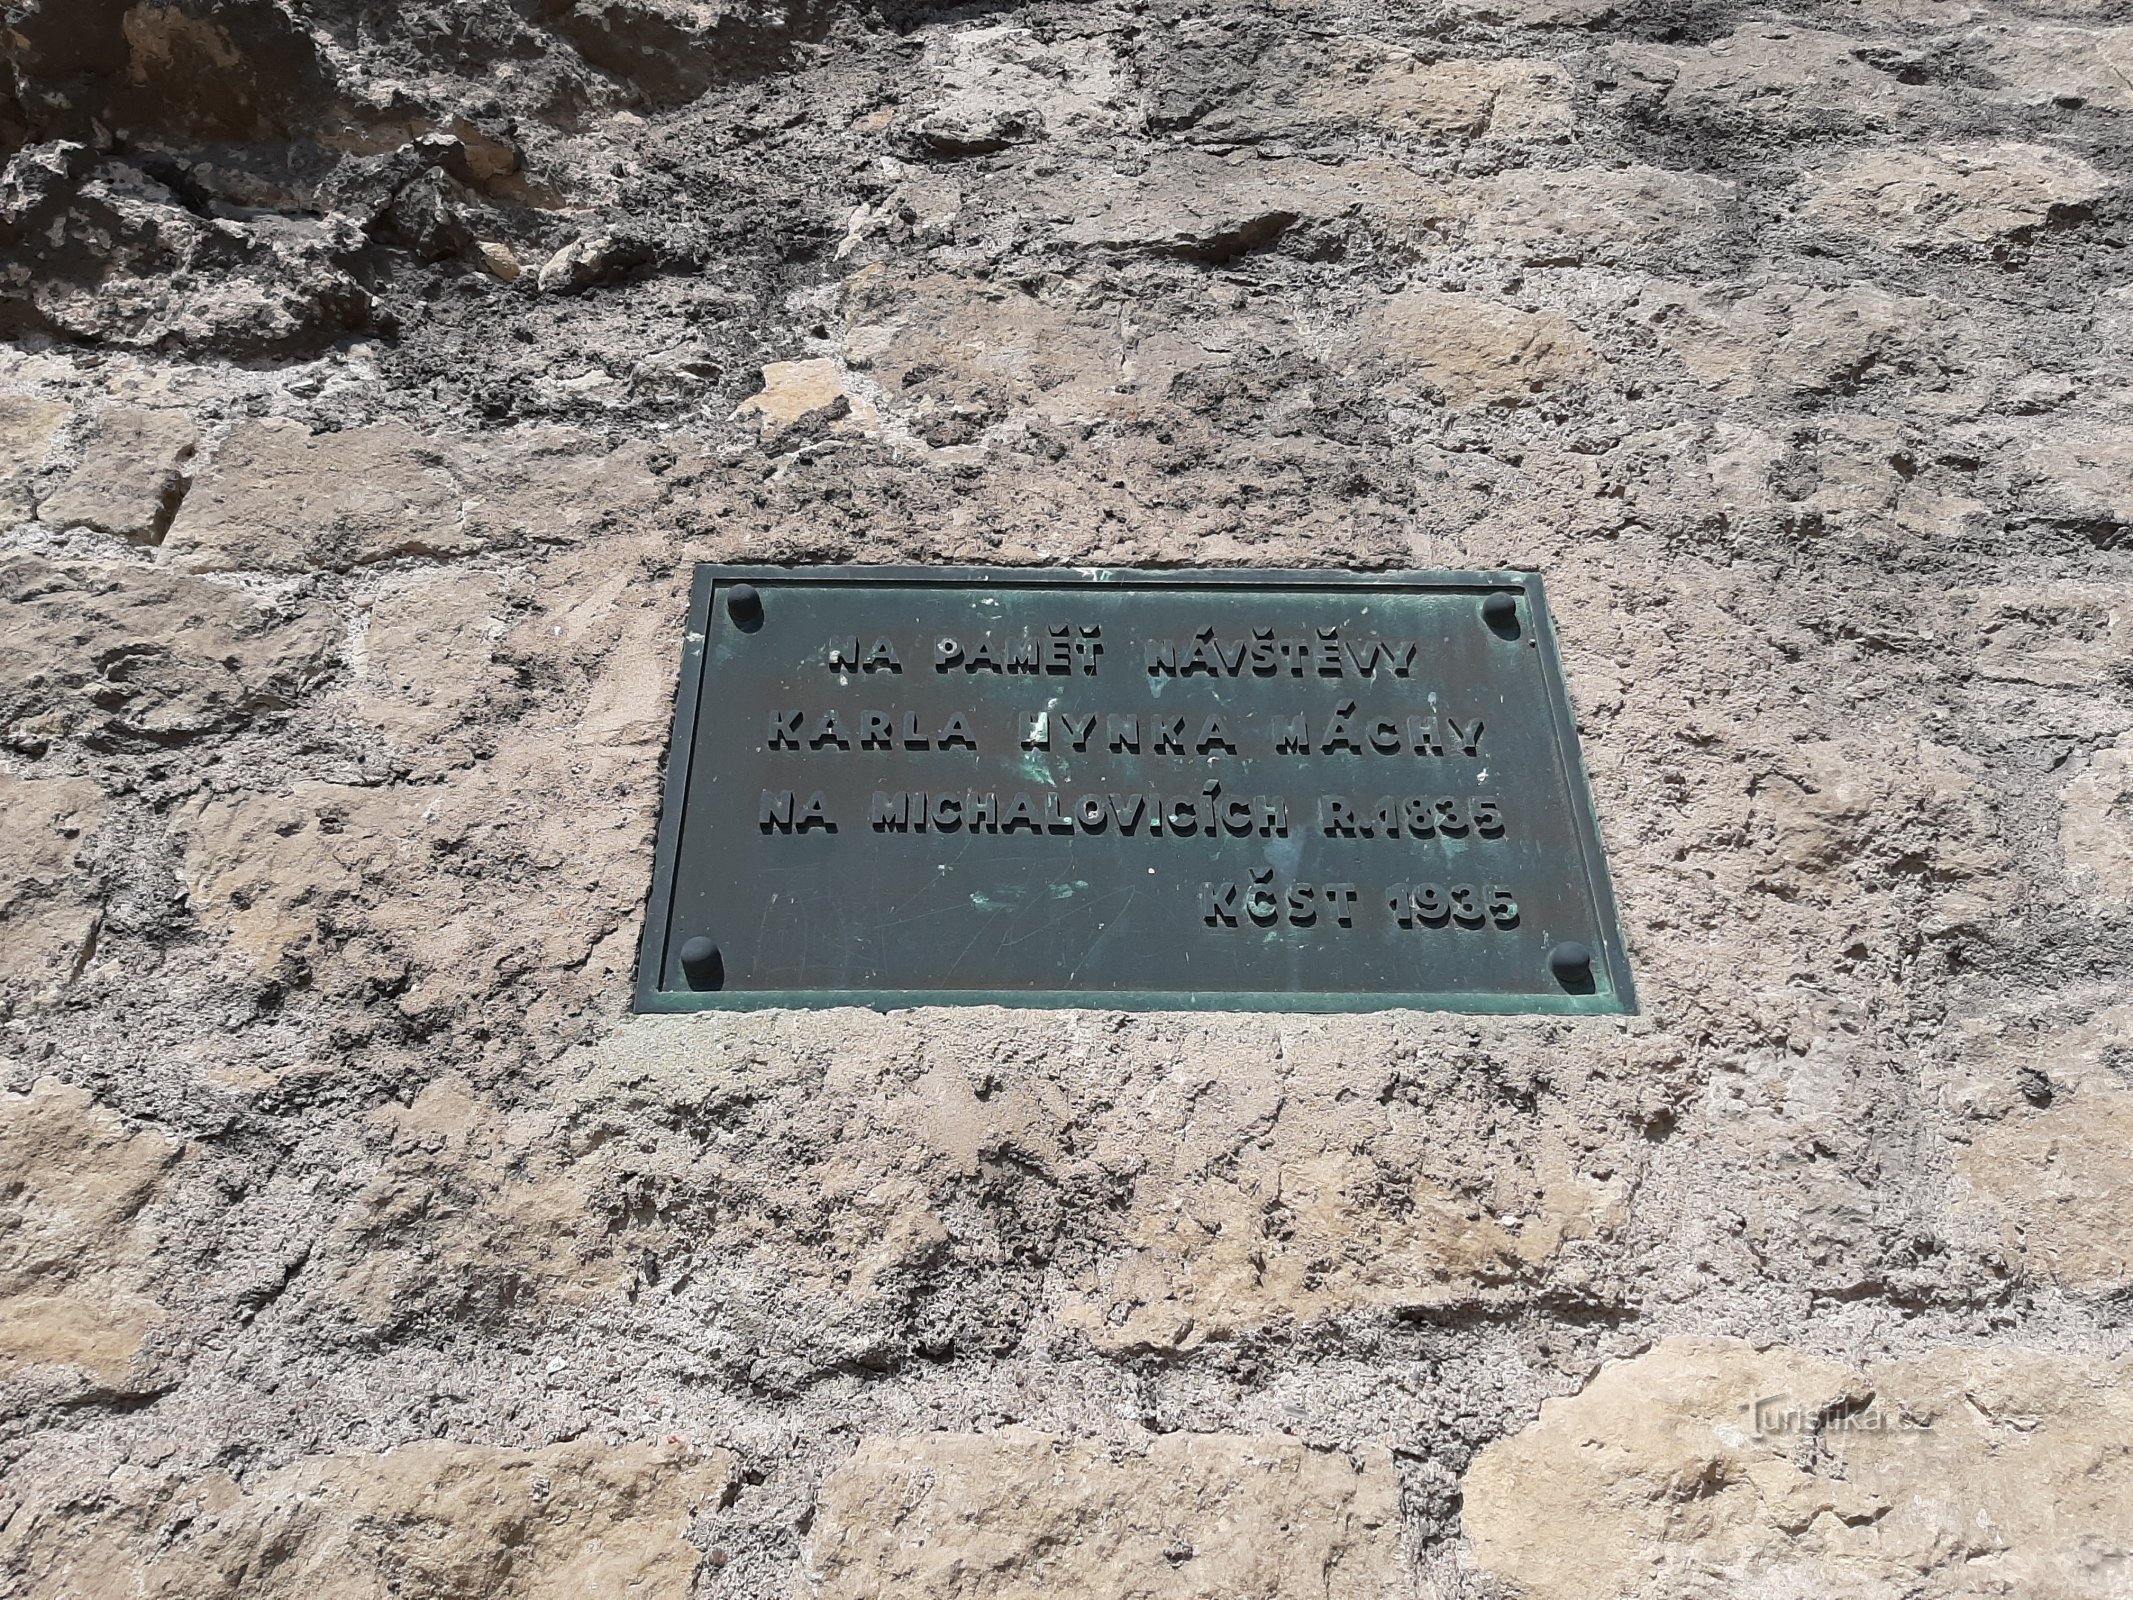 NA PAMĚŤ NÁVŠTĚVY
KARLA HYNKA MÁCHY
NA MICHALOVICÍCH R.1835
KČST 1935
Turistika.cz